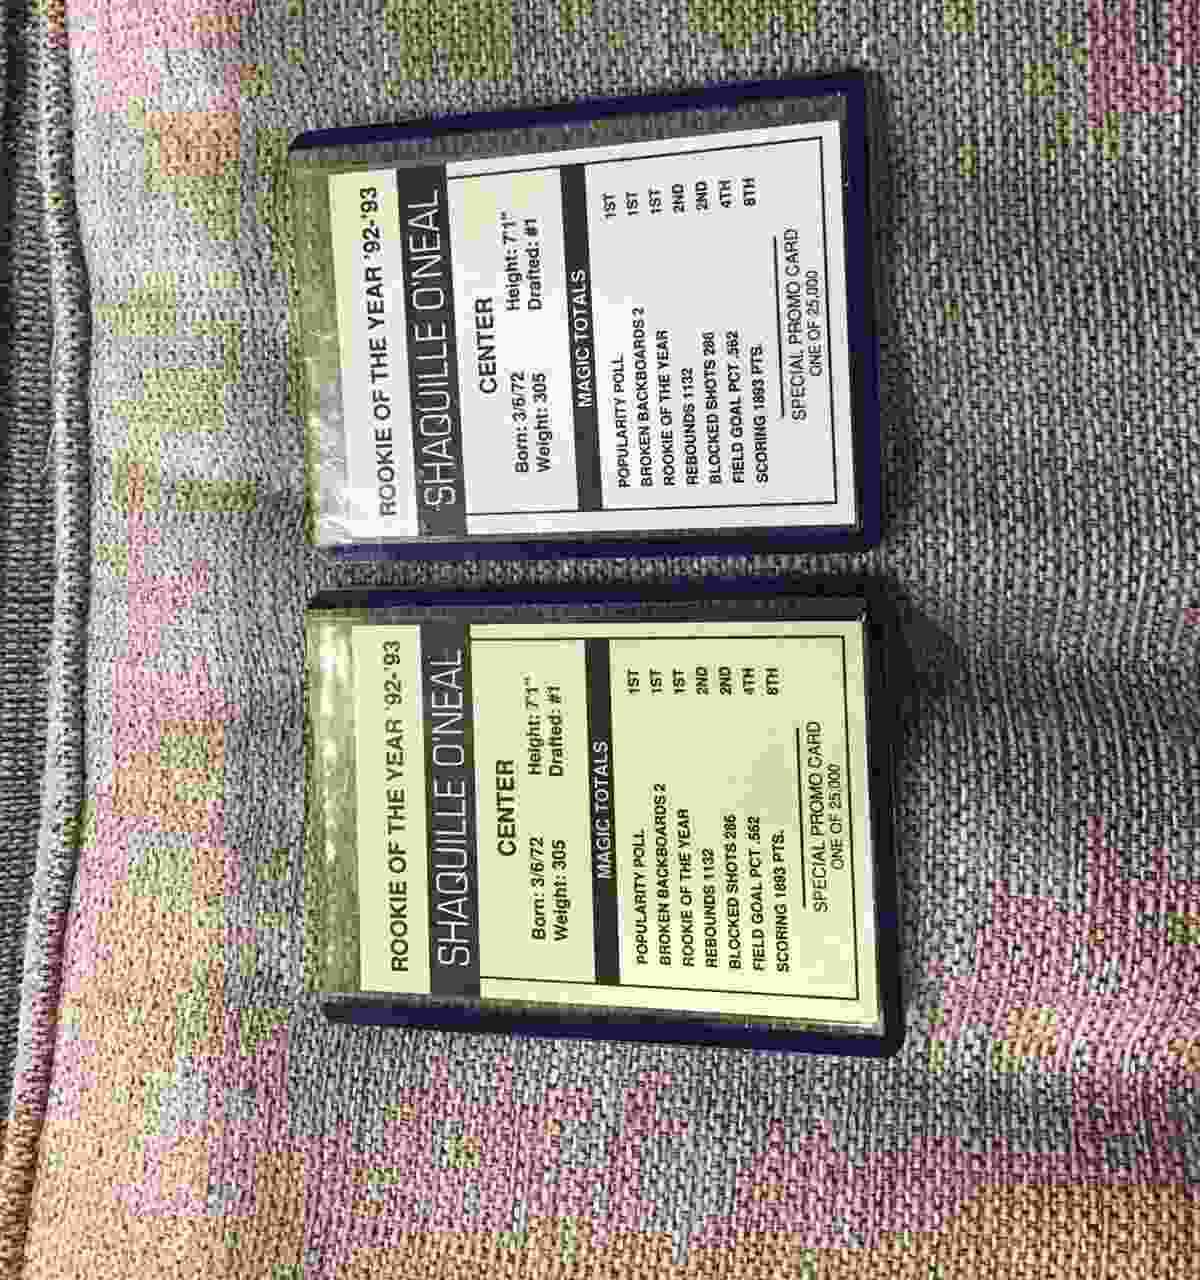 ROOKIE OF THE YEAR '92-'93
SHAQUILLE O'NEAL
CENTER
Born: 3/6/72 Height: 7'1"
Weight: 305 Drafted: #1
MAGIC TOTALS
POPULARITY POLL 1ST
BROKEN BACKBOARDS 2 1ST
ROOKIE OF THE YEAR 1ST
REBOUNDS 1132 2ND
BLOCKED SHOTS 286 2ND
FIELD GOAL PCT .562 4TH
SCORING 1893 PTS. 8TH
SPECIAL PROMO CARD
ONE OF 25,000
ROOKIE OF THE YEAR '92-'93
SHAQUILLE O'NEAL
CENTER
Born: 3/6/72 Height: 7'1"
Weight: 305 Drafted: #1
MAGIC TOTALS
POPULARITY POLL 1ST
BROKEN BACKBOARDS 2 1ST
ROOKIE OF THE YEAR 1ST
REBOUNDS 1132 2ND
BLOCKED SHOTS 286 2ND
FIELD GOAL PCT .562 4TH
SCORING 1893 PTS. 8TH
SPECIAL PROMO CARD
ONE OF 25,000